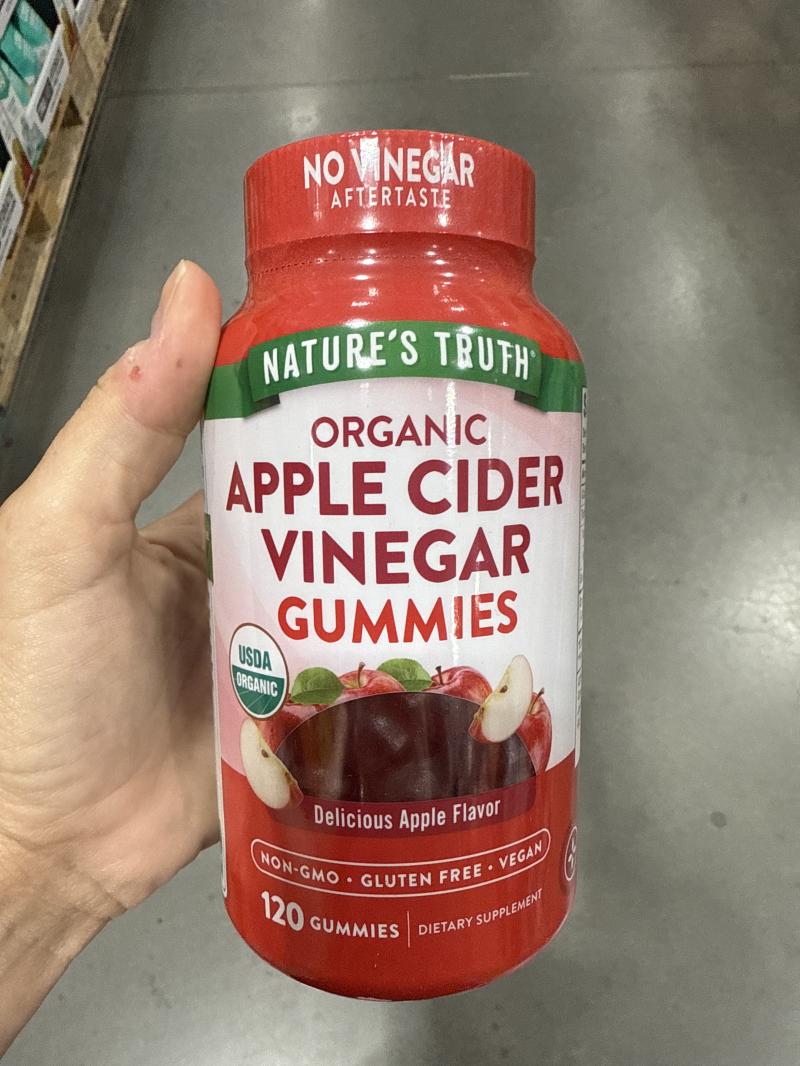 NO VINEGAR
AFTERTASTE
NATURE'S TRUTH®
ORGANIC
APPLE CIDER
VINEGAR
GUMMIES
USDA
ORGANIC
Delicious Apple Flavor
NON-GMO • GLUTEN FREE • VEGAN
120 GUMMIES | DIETARY SUPPLEMENT